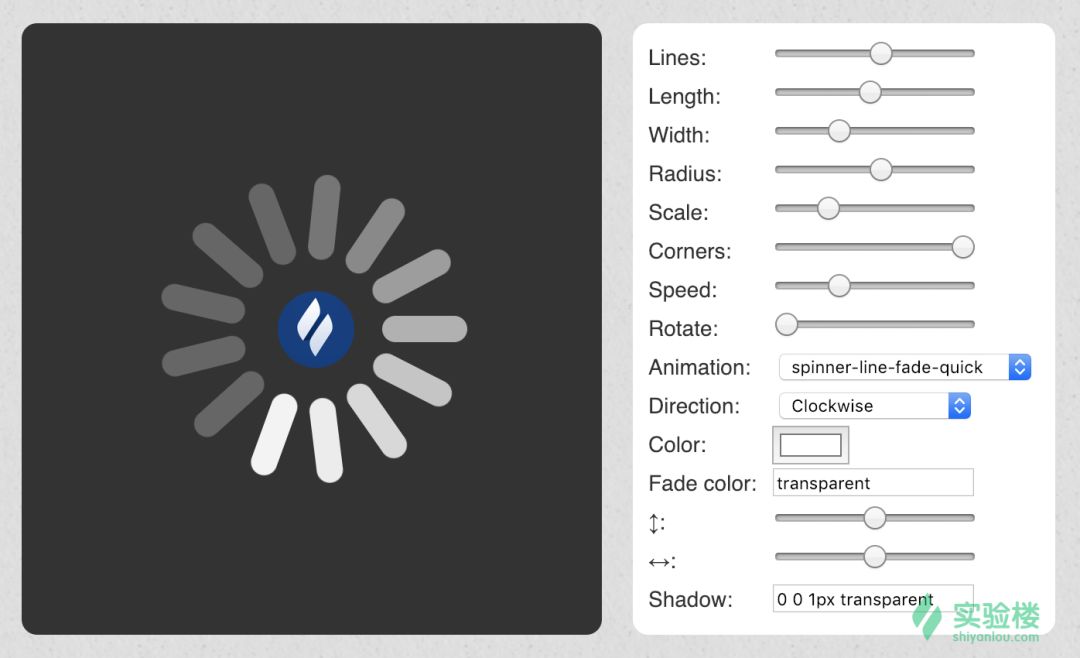 Lines:
Length:
Width:
Radius:
Scale:
Corners:
Speed:
Rotate:
Animation: spinner-line-fade-quick
Direction: Clockwise
Color:
Fade color: transparent
↕:
↔:
Shadow: 0 0 1px transparent
实验楼
shiyanlou.com